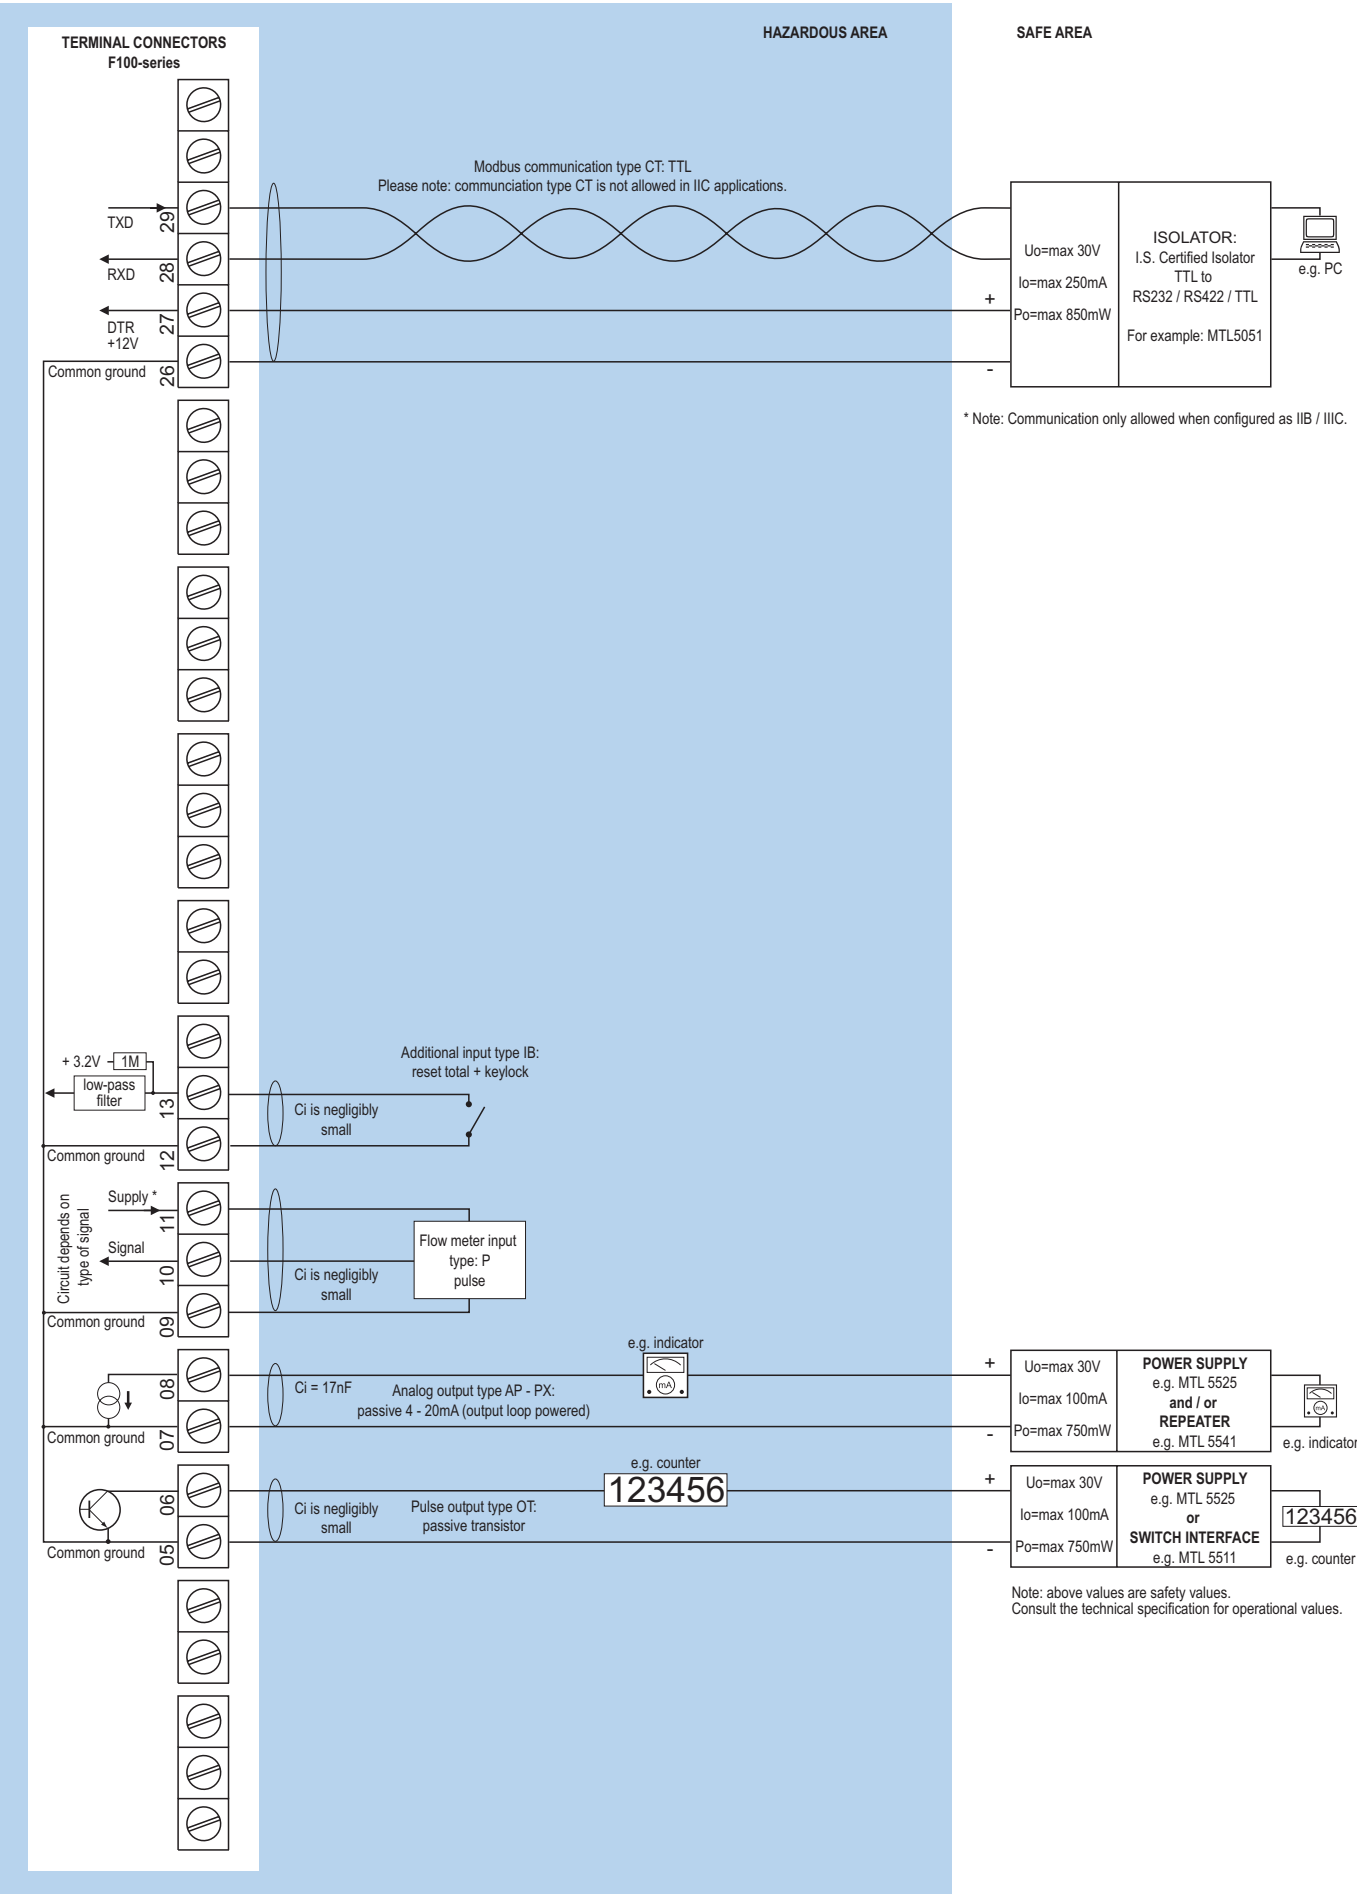 HAZARDOUS AREA
SAFE AREA
TERMINAL CONNECTORS
F100-series
Modbus communication type CT: TTL
Please note: communciation type CT is not allowed in IIC applications.
TXD
29
RXD
28
DTR
+12V
27
Common ground
26
+
-
Uo=max 30V
Io=max 250mA
Po=max 850mW
ISOLATOR:
I.S. Certified Isolator
TTL to
RS232 / RS422 / TTL
For example: MTL5051
e.g. PC
* Note: Communication only allowed when configured as IIB / IIIC.
+ 3.2V
1M
low-pass
filter
13
Common ground
12
Additional input type IB:
reset total + keylock
Ci is negligibly
small
Circuit depends on
type of signal
Supply *
11
Signal
10
Common ground
09
Flow meter input
type: P
pulse
Ci is negligibly
small
08
Common ground
07
Ci = 17nF
Analog output type AP - PX:
passive 4 - 20mA (output loop powered)
e.g. indicator
mA
+
-
Uo=max 30V
Io=max 100mA
Po=max 750mW
POWER SUPPLY
e.g. MTL 5525
and / or
REPEATER
e.g. MTL 5541
mA
e.g. indicator
06
Common ground
05
Ci is negligibly
small
Pulse output type OT:
passive transistor
e.g. counter
123456
+
-
Uo=max 30V
Io=max 100mA
Po=max 750mW
POWER SUPPLY
e.g. MTL 5525
or
SWITCH INTERFACE
e.g. MTL 5511
123456
e.g. counter
Note: above values are safety values.
Consult the technical specification for operational values.